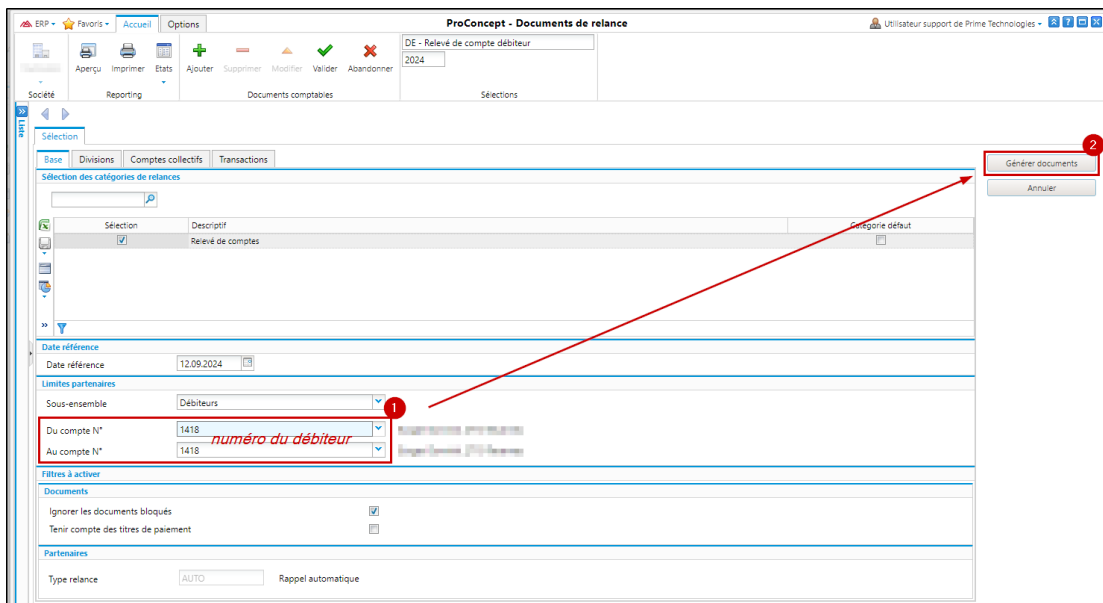 ERP Favoris Accueil Options ProConcept - Documents de relance Utilisateur support de Prime Technologies
DE - Relevé de compte débiteur
2024
Aperçu Imprimer Etats Ajouter Supprimer Modifier Valider Abandonner
Société Reporting Documents comptables Sélections
Liste
Sélection
2
Base Divisions Comptes collectifs Transactions
Générer documents
Sélection des catégories de relances
Annuler
Sélection Descriptif Catégorie défaut
Relevé de comptes
Date référence
Date référence 12.09.2024
Limites partenaires
Sous-ensemble Débiteurs
1
Du compte N° 1418
numéro du débiteur
Au compte N° 1418
Filtres à activer
Documents
Ignorer les documents bloqués
Tenir compte des titres de paiement
Partenaires
Type relance AUTO Rappel automatique